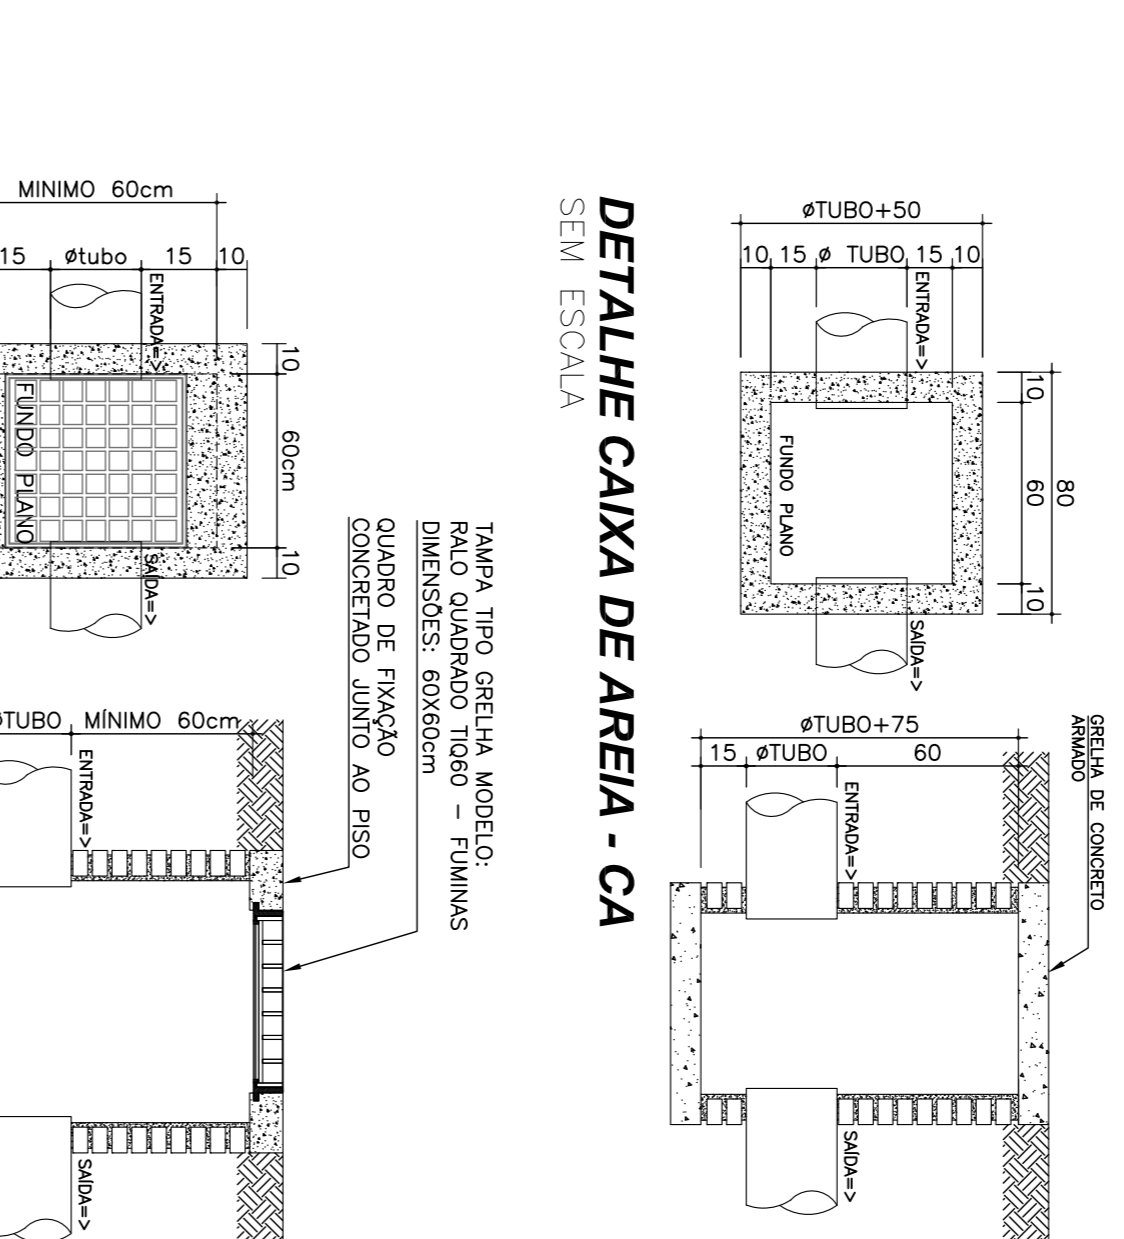 ØTUBO+50
10 15 Ø TUBO 15 10
ENTRADA=>
10
60
10
80
FUNDO PLANO
SAÍDA=>
ØTUBO+75
15 ØTUBO 60
GRELHA DE CONCRETO
ARMADO
ENTRADA=>
SAÍDA=>
DETALHE CAIXA DE AREIA - CA
SEM ESCALA
MINIMO 60cm
15 Øtubo 15 10
ENTRADA=>
10
60cm
10
FUNDO PLANO
SAÍDA=>
TAMPA TIPO GRELHA MODELO:
RALO QUADRADO TIQ60 - FUMINAS
DIMENSÕES: 60X60cm
QUADRO DE FIXAÇÃO
CONCRETADO JUNTO AO PISO
TUBO MÍNIMO 60cm
ENTRADA=>
SAÍDA=>